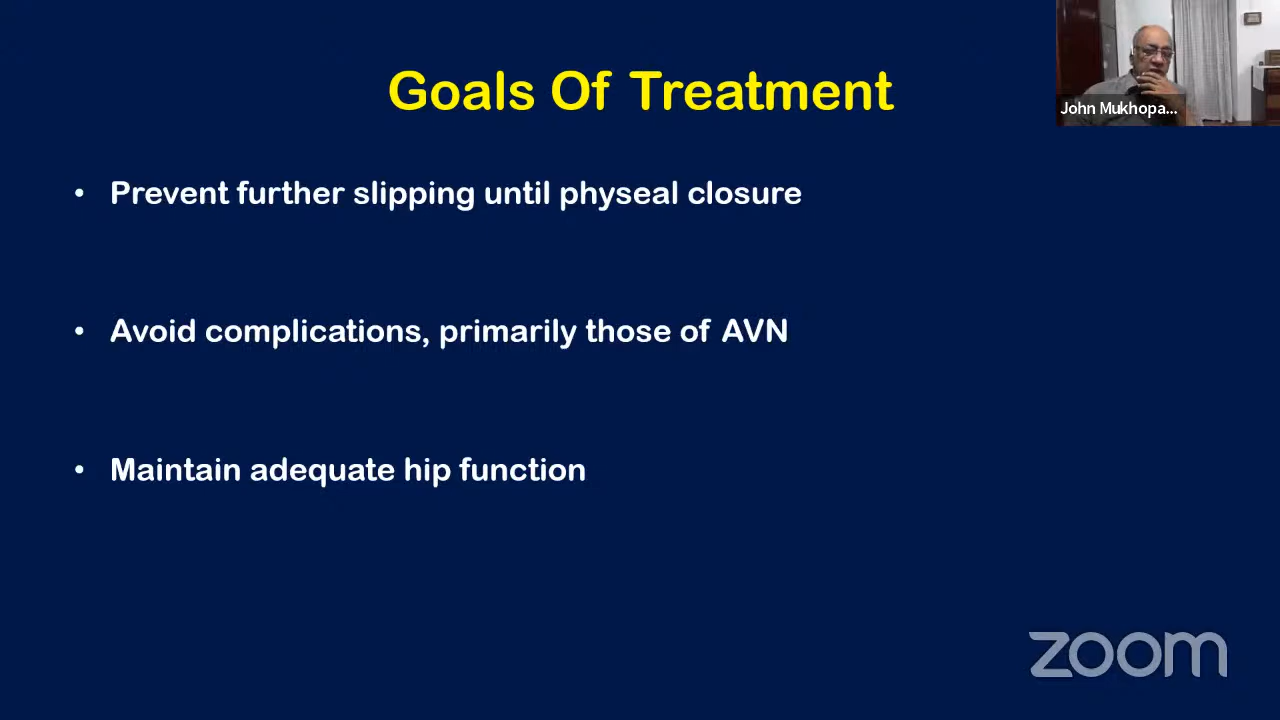 Goals Of Treatment
John Mukhopa...
• Prevent further slipping until physeal closure
• Avoid complications, primarily those of AVN
• Maintain adequate hip function
zoom